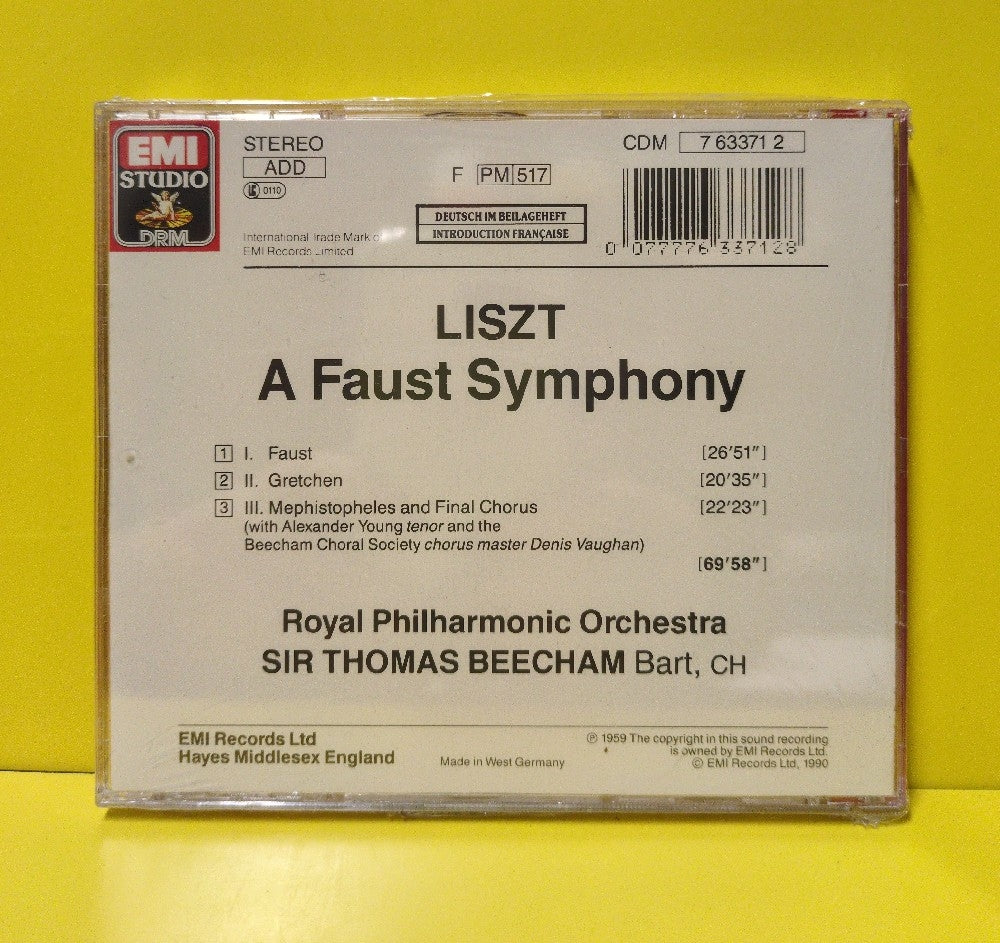 EMI
STUDIO
DRM
STEREO
ADD
0110
International Trade Mark of
EMI Records Limited
F PM 517
DEUTSCH IM BEILAGEHEFT
INTRODUCTION FRANÇAISE
CDM 7 63371 2
0 077776 337128
LISZT
A Faust Symphony
1 I. Faust [26'51"]
2 II. Gretchen [20'35"]
3 III. Mephistopheles and Final Chorus [22'23"]
(with Alexander Young tenor and the
Beecham Choral Society chorus master Denis Vaughan)
[69'58"]
Royal Philharmonic Orchestra
SIR THOMAS BEECHAM Bart, CH
EMI Records Ltd
Hayes Middlesex England
Made in West Germany
℗ 1959 The copyright in this sound recording
is owned by EMI Records Ltd.
© EMI Records Ltd, 1990